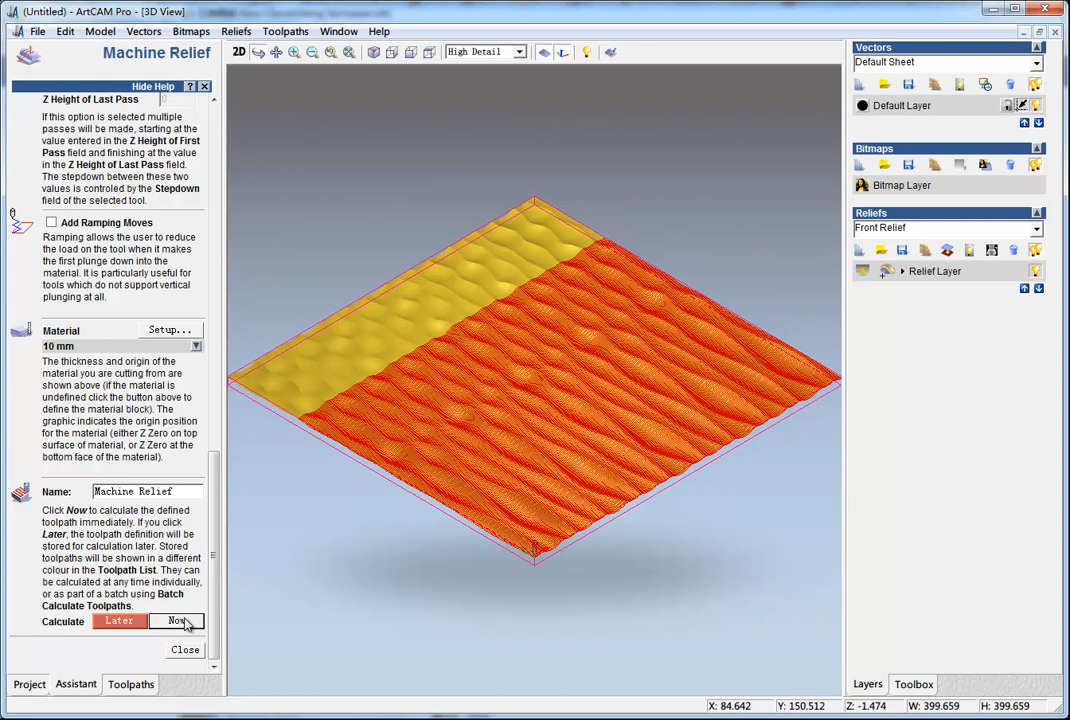 (Untitled) - ArtCAM Pro - [3D View]
File Edit Model Vectors Bitmaps Reliefs Toolpaths Window Help
Machine Relief
2D
High Detail
Hide Help ? X
Z Height of Last Pass 0
If this option is selected multiple
passes will be made, starting at the
value entered in the Z Height of First
Pass field and finishing at the value
in the Z Height of Last Pass field.
The stepdown between these two
values is controled by the Stepdown
field of the selected tool.
Add Ramping Moves
Ramping allows the user to reduce
the load on the tool when it makes
the first plunge down into the
material. It is particularly useful for
tools which do not support vertical
plunging at all.
Material Setup...
10 mm
The thickness and origin of the
material you are cutting from are
shown above (if the material is
undefined click the button above to
define the material block). The
graphic indicates the origin position
for the material (either Z Zero on top
surface of material, or Z Zero at the
bottom face of the material).
Name: Machine Relief
Click Now to calculate the defined
toolpath immediately. If you click
Later, the toolpath definition will be
stored for calculation later. Stored
toolpaths will be shown in a different
colour in the Toolpath List. They can
be calculated at any time individually,
or as part of a batch using Batch
Calculate Toolpaths.
Calculate Later Now
Close
Project Assistant Toolpaths
Vectors
Default Sheet
Default Layer
Bitmaps
Bitmap Layer
Reliefs
Front Relief
Relief Layer
Layers Toolbox
X: 84.642 Y: 150.512 Z: -1.474 W: 399.659 H: 399.659